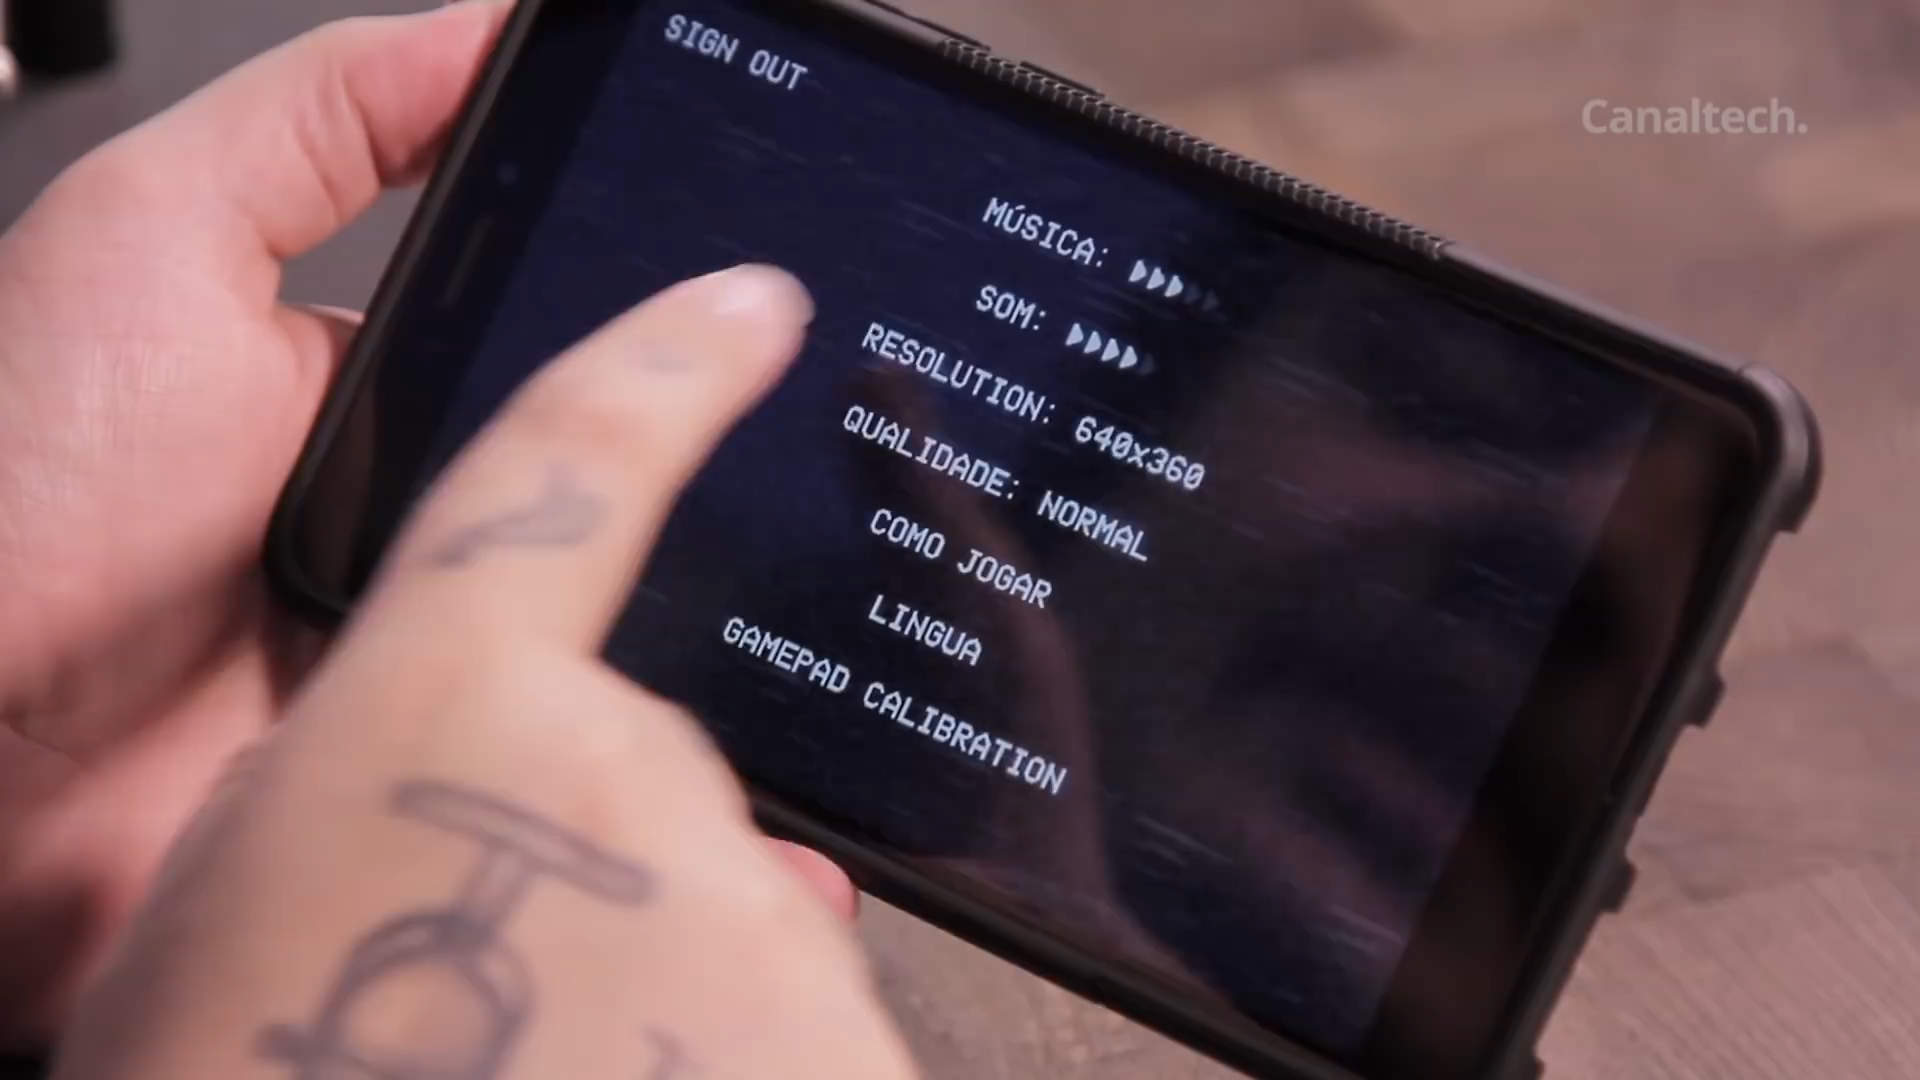 SIGN OUT
Canaltech.
MÚSICA:
SOM:
RESOLUTION: 640x360
QUALIDADE: NORMAL
COMO JOGAR
LINGUA
GAMEPAD CALIBRATION